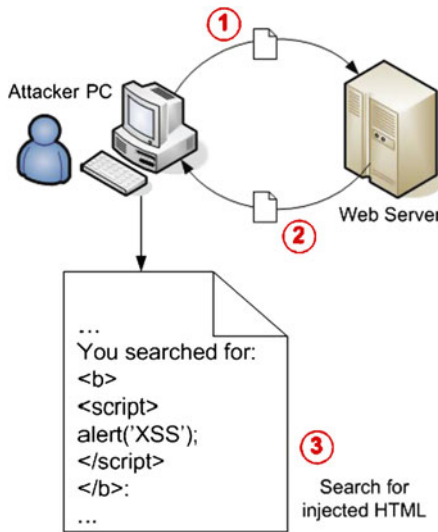 1
Attacker PC
Web Server
2
...
You searched for:
<b>
<script>
alert('XSS');
</script>
</b>:
...
3
Search for
injected HTML